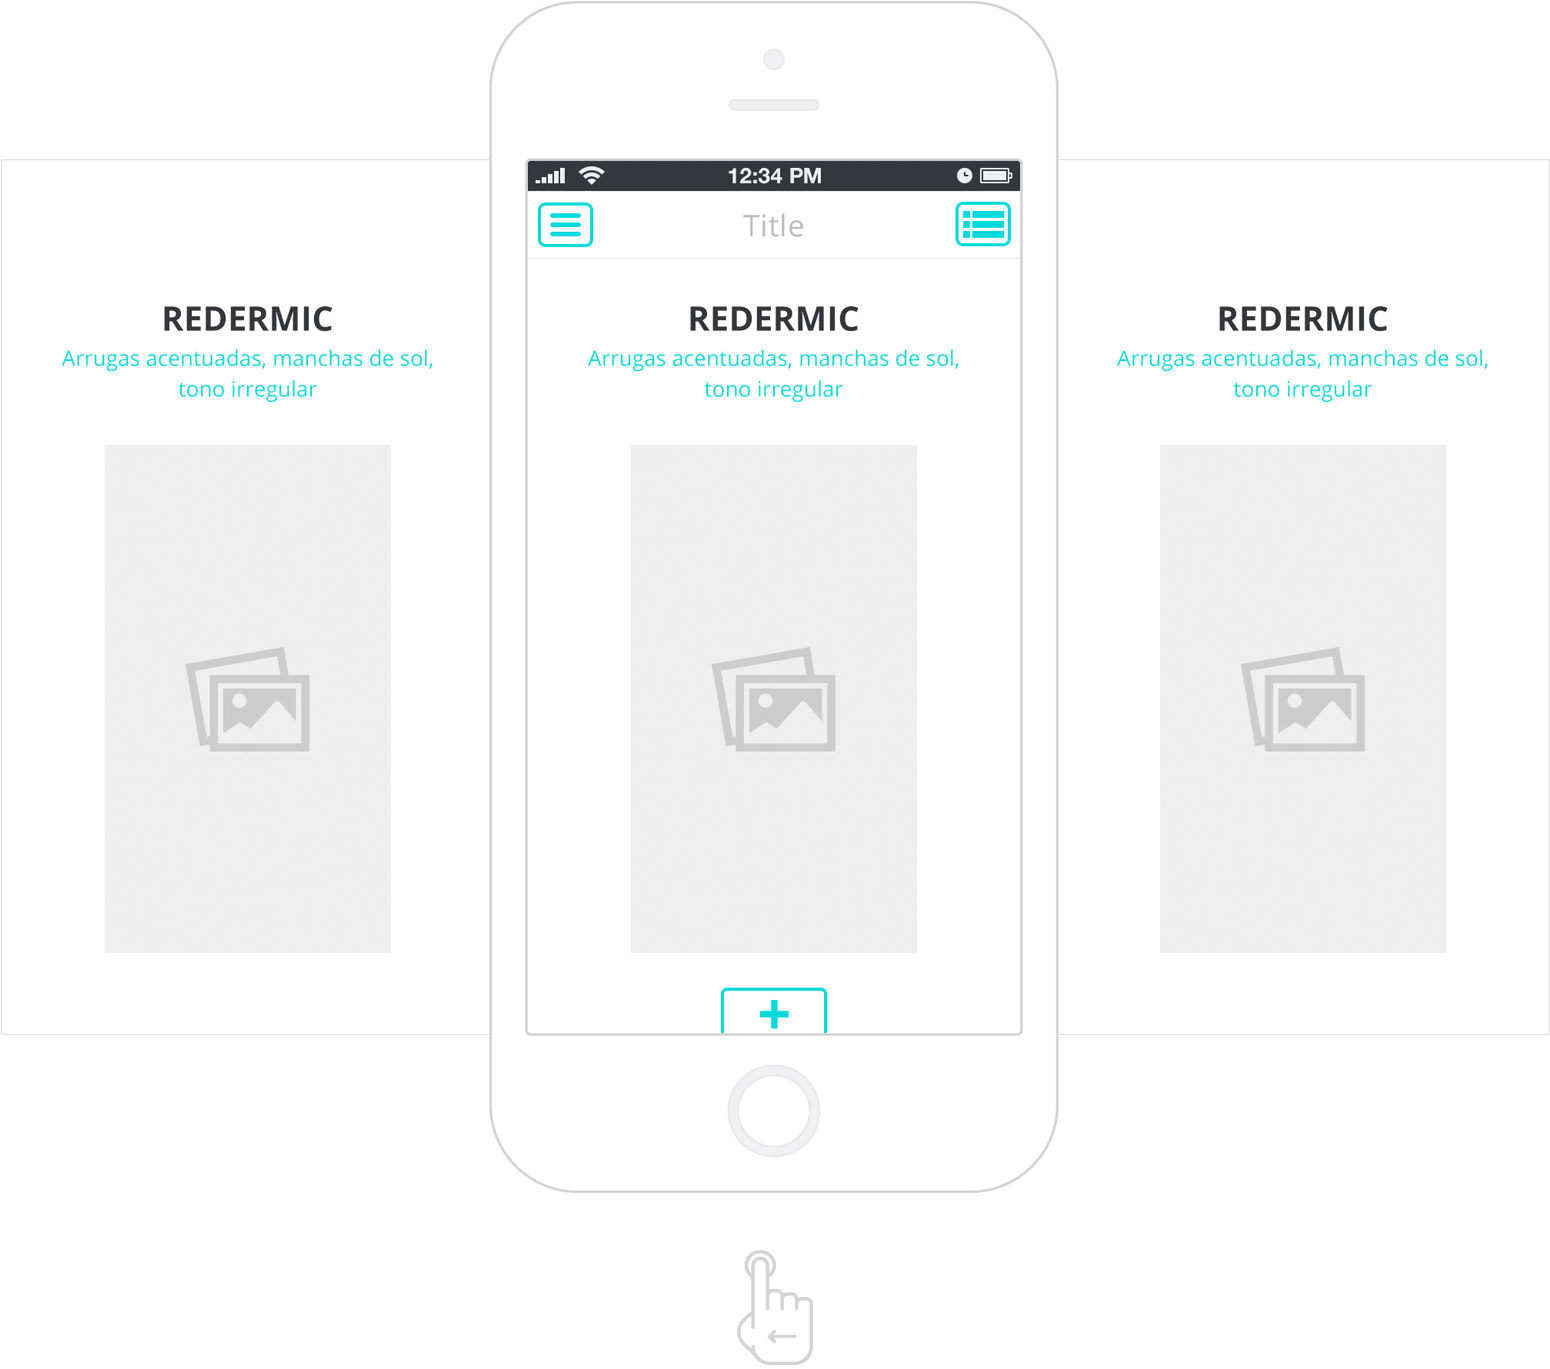 12:34 PM
Title
REDERMIC
Arrugas acentuadas, manchas de sol,
tono irregular
REDERMIC
Arrugas acentuadas, manchas de sol,
tono irregular
REDERMIC
Arrugas acentuadas, manchas de sol,
tono irregular